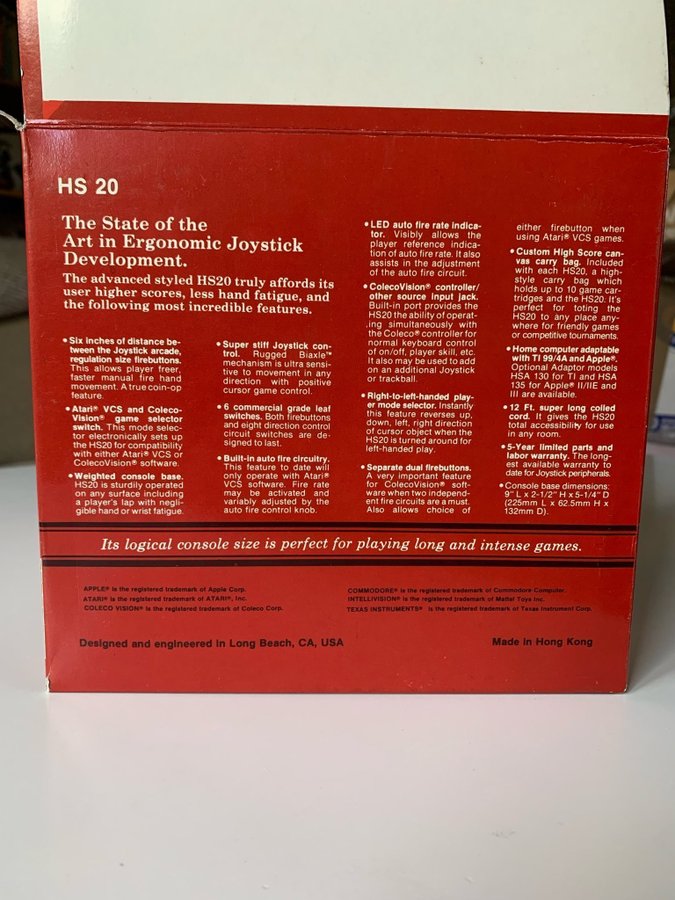 HS 20
The State of the
Art in Ergonomic Joystick
Development.
The advanced styled HS20 truly affords its
user higher scores, less hand fatigue, and
the following most incredible features.
• Six inches of distance be-
tween the Joystick arcade,
regulation size firebuttons.
This allows player freer,
faster manual fire hand
movement. A true coin-op
feature.
• Atari® VCS and Coleco-
Vision® game selector
switch. This mode selec-
tor electronically sets up
the HS20 for compatibility
with either Atari® VCS or
ColecoVision® software.
• Weighted console base.
HS20 is sturdily operated
on any surface including
a player's lap with negli-
gible hand or wrist fatigue.
• Super stiff Joystick con-
trol. Rugged Biaxle™
mechanism is ultra sensi-
tive to movement in any
direction with positive
cursor game control.
• 6 commercial grade leaf
switches. Both firebuttons
and eight direction control
circuit switches are de-
signed to last.
• Built-in auto fire circuitry.
This feature to date will
only operate with Atari®
VCS software. Fire rate
may be activated and
variably adjusted by the
auto fire control knob.
• LED auto fire rate indica-
tor. Visibly allows the
player reference indica-
tion of auto fire rate. It also
assists in the adjustment
of the auto fire circuit.
• ColecoVision® controller/
other source input jack.
Built-in port provides the
HS20 the ability of operat-
ing simultaneously with
the Coleco® controller for
normal keyboard control
of on/off, player skill, etc.
it also may be used to add
on an additional Joystick
or trackball.
• Right-to-left-handed play-
er mode selector. Instantly
this feature reverses up,
down, left, right direction
of cursor object when the
HS20 is turned around for
left-handed play.
• Separate dual firebuttons.
A very important feature
for ColecoVision® soft-
ware when two independ-
ent fire circuits are a must.
Also allows choice of
either firebutton when
using Atari® VCS games.
• Custom High Score can-
vas carry bag. Included
with each HS20, a high-
style carry bag which
holds up to 10 game car-
tridges and the HS20. It's
perfect for toting the
HS20 to any place any-
where for friendly games
or competitive tournaments.
• Home computer adaptable
with TI 99/4A and Apple®.
Optional Adaptor models
HSA 130 for TI and HSA
135 for Apple II/IIE and
III are available.
• 12 Ft. super long coiled
cord. It gives the HS20
total accessibility for use
in any room.
• 5-Year limited parts and
labor warranty. The long-
est available warranty to
date for Joystick peripherals.
• Console base dimensions:
9" L x 2-1/2" H x 5-1/4" D
(225mm L x 62.5mm H x
132mm D).
Its logical console size is perfect for playing long and intense games.
APPLE® is the registered trademark of Apple Corp.
ATARI® is the registered trademark of ATARI®, Inc.
COLECO VISION® is the registered trademark of Coleco Corp.
COMMODORE® is the registered trademark of Commodore Computer.
INTELLIVISION® is the registered trademark of Mattel Toys Inc.
TEXAS INSTRUMENTS® is the registered trademark of Texas Instrument Corp.
Designed and engineered in Long Beach, CA, USA
Made in Hong Kong